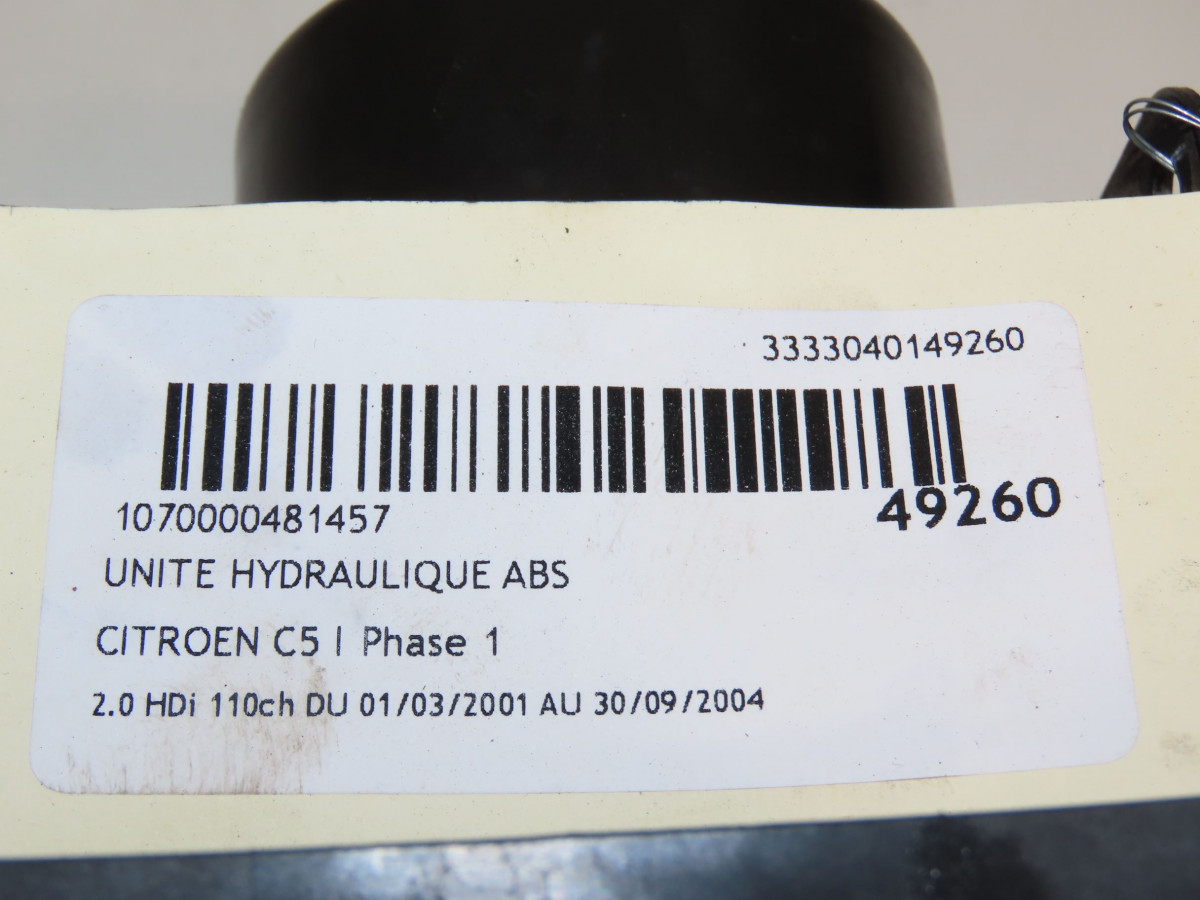 3333040149260
49260
1070000481457
UNITE HYDRAULIQUE ABS
CITROEN C5 I Phase 1
2.0 HDi 110ch DU 01/03/2001 AU 30/09/2004